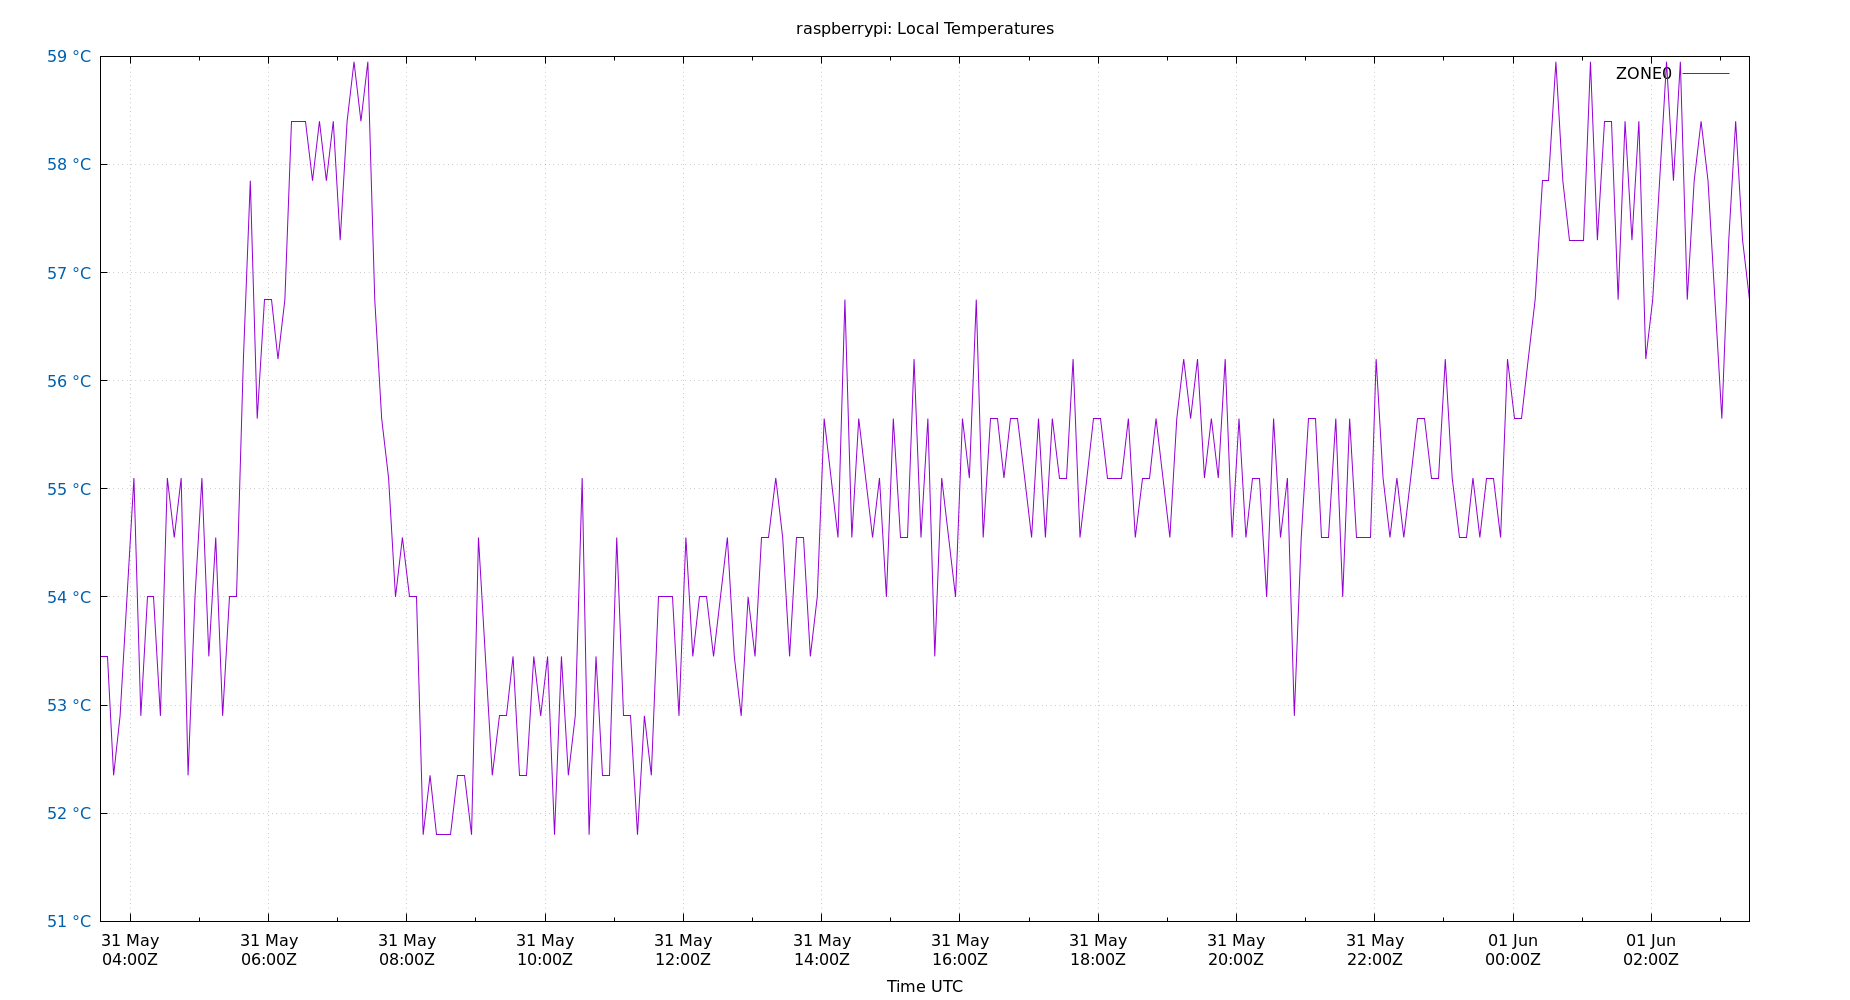 raspberrypi: Local Temperatures
59 °C
ZONE0
58 °C
57 °C
56 °C
55 °C
54 °C
53 °C
52 °C
51 °C
31 May 31 May 31 May 31 May 31 May 31 May 31 May 31 May 31 May 31 May 01 Jun 01 Jun
04:00Z 06:00Z 08:00Z 10:00Z 12:00Z 14:00Z 16:00Z 18:00Z 20:00Z 22:00Z 00:00Z 02:00Z
Time UTC